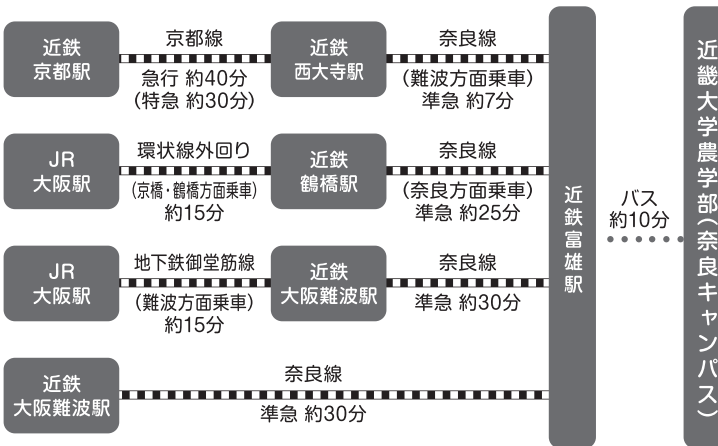 近鉄
京都駅
京都線
急行 約40分
(特急 約30分)
近鉄
西大寺駅
奈良線
(難波方面乗車)
準急 約7分
JR
大阪駅
環状線外回り
(京橋・鶴橋方面乗車)
約15分
近鉄
鶴橋駅
奈良線
(奈良方面乗車)
準急 約25分
JR
大阪駅
地下鉄御堂筋線
(難波方面乗車)
約15分
近鉄
大阪難波駅
奈良線
準急 約30分
近鉄
大阪難波駅
奈良線
準急 約30分
近鉄富雄駅
バス
約10分
近畿大学農学部(奈良キャンパス)